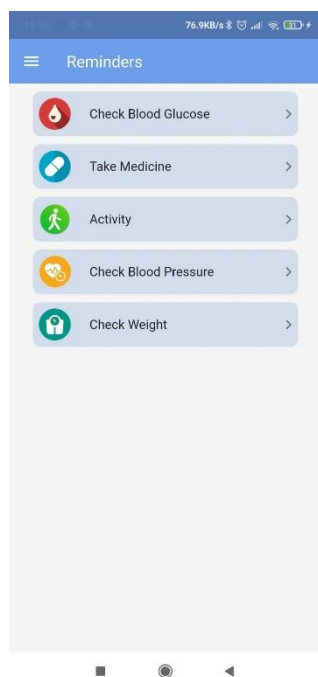 76.9KB/s
Reminders
Check Blood Glucose
Take Medicine
Activity
Check Blood Pressure
Check Weight